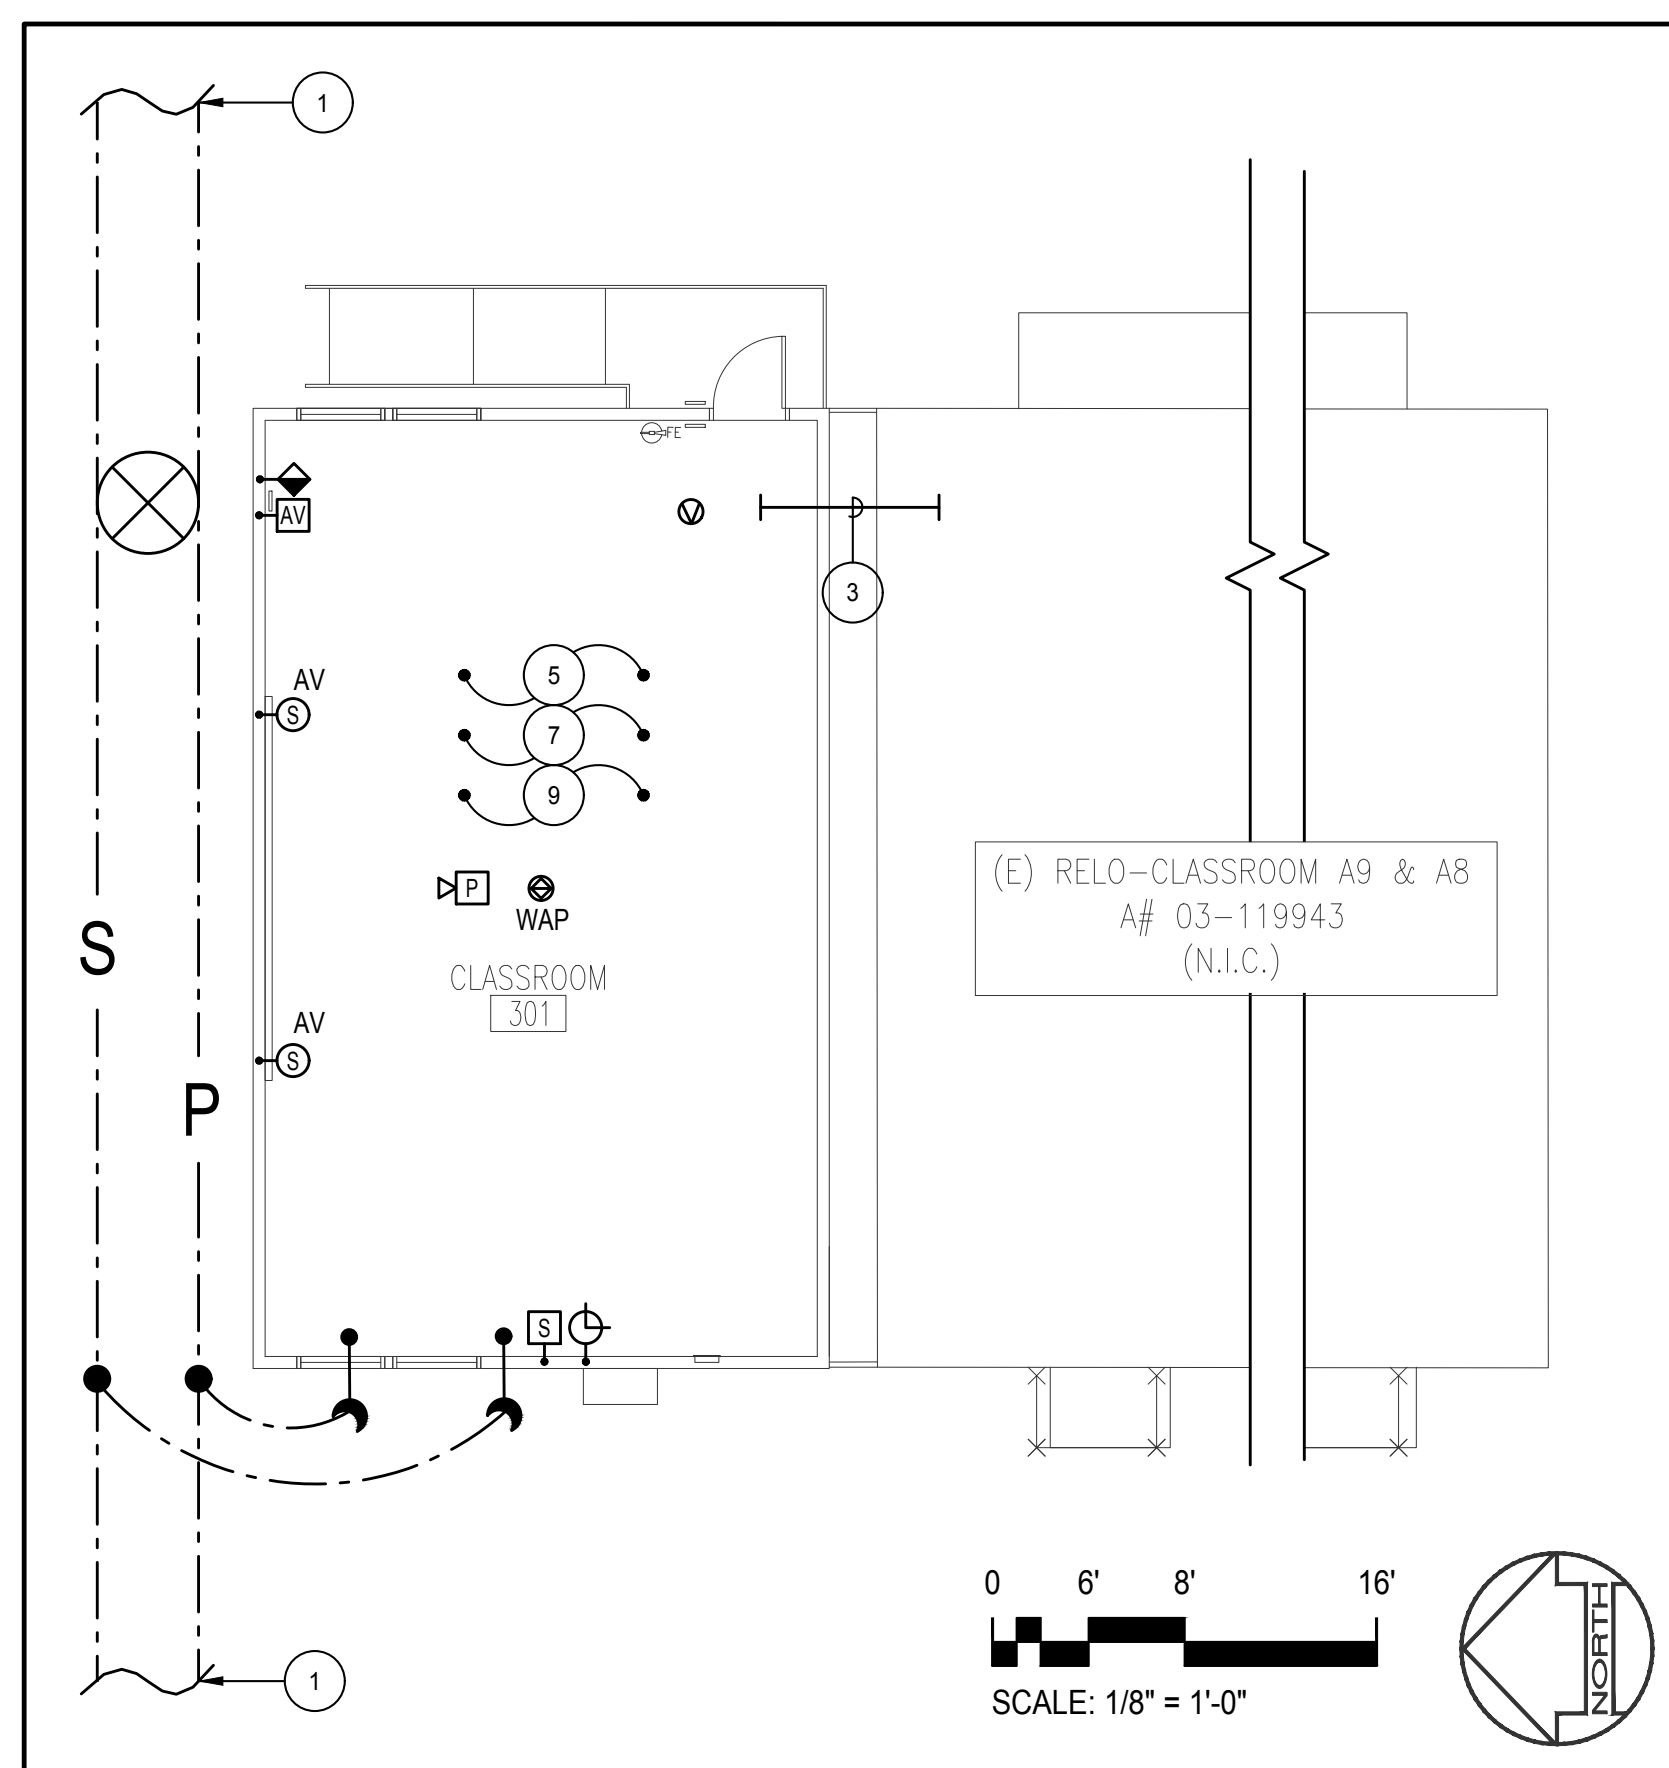 1
FE
AV
3
AV
S
5
7
9
P
WAP
(E) RELO-CLASSROOM A9 & A8
A# 03-119943
(N.I.C.)
S
CLASSROOM
301
AV
S
P
S
0 6' 8' 16'
SCALE: 1/8" = 1'-0"
NORTH
1